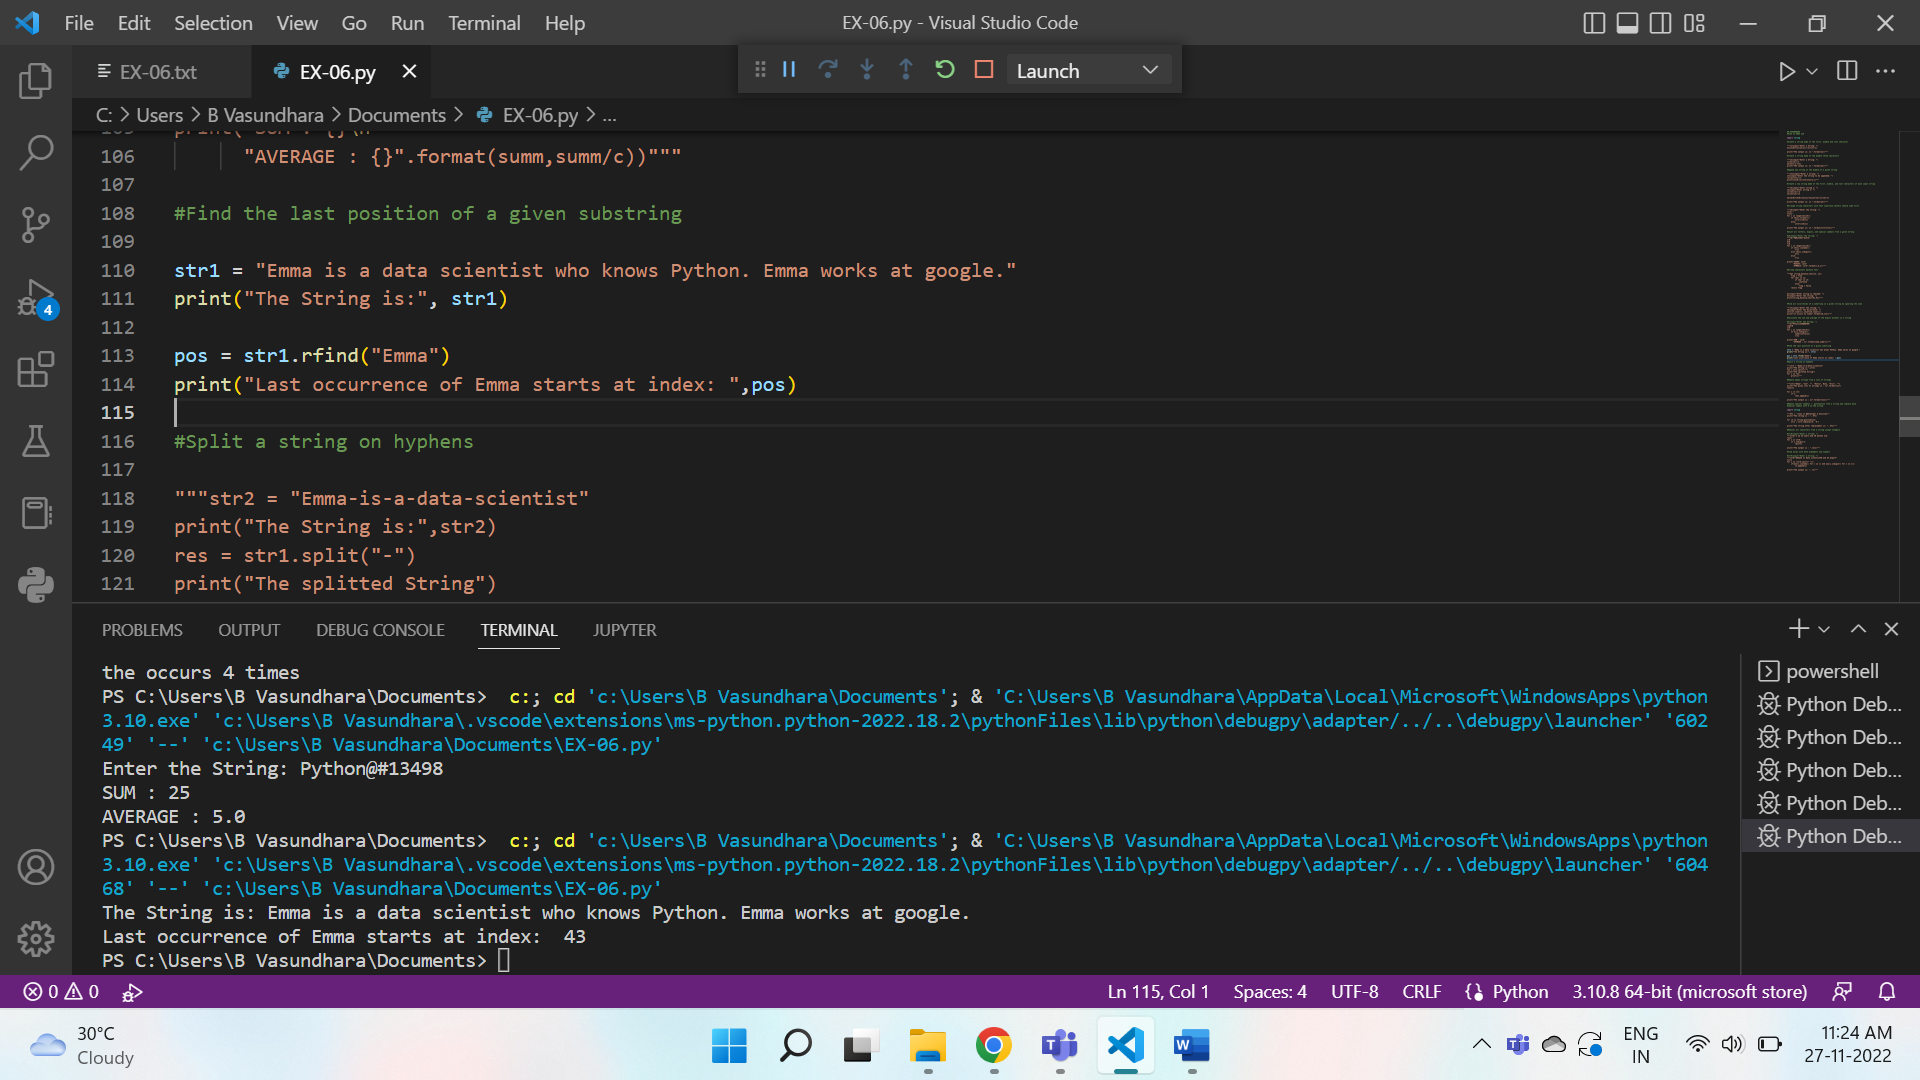 File Edit Selection View Go Run Terminal Help
EX-06.py - Visual Studio Code
EX-06.txt
EX-06.py
Launch
C: > Users > B Vasundhara > Documents > EX-06.py > ...
106 "AVERAGE : {}".format(summ,summ/c))"""
107
108 #Find the last position of a given substring
109
110 str1 = "Emma is a data scientist who knows Python. Emma works at google."
111 print("The String is:", str1)
112
113 pos = str1.rfind("Emma")
114 print("Last occurrence of Emma starts at index: ",pos)
115
116 #Split a string on hyphens
117
118 """str2 = "Emma-is-a-data-scientist"
119 print("The String is:",str2)
120 res = str1.split("-")
121 print("The splitted String")
4
PROBLEMS OUTPUT DEBUG CONSOLE TERMINAL JUPYTER
the occurs 4 times
PS C:\Users\B Vasundhara\Documents>  c:; cd 'c:\Users\B Vasundhara\Documents'; & 'C:\Users\B Vasundhara\AppData\Local\Microsoft\WindowsApps\python
3.10.exe' 'c:\Users\B Vasundhara\.vscode\extensions\ms-python.python-2022.18.2\pythonFiles\lib\python\debugpy\adapter/../..\debugpy\launcher' '602
49' '--' 'c:\Users\B Vasundhara\Documents\EX-06.py'
Enter the String: Python@#13498
SUM : 25
AVERAGE : 5.0
PS C:\Users\B Vasundhara\Documents>  c:; cd 'c:\Users\B Vasundhara\Documents'; & 'C:\Users\B Vasundhara\AppData\Local\Microsoft\WindowsApps\python
3.10.exe' 'c:\Users\B Vasundhara\.vscode\extensions\ms-python.python-2022.18.2\pythonFiles\lib\python\debugpy\adapter/../..\debugpy\launcher' '604
68' '--' 'c:\Users\B Vasundhara\Documents\EX-06.py'
The String is: Emma is a data scientist who knows Python. Emma works at google.
Last occurrence of Emma starts at index:  43
PS C:\Users\B Vasundhara\Documents>
powershell
Python Deb...
Python Deb...
Python Deb...
Python Deb...
Python Deb...
0 0
Ln 115, Col 1 Spaces: 4 UTF-8 CRLF Python 3.10.8 64-bit (microsoft store)
30°C
Cloudy
ENG
IN
11:24 AM
27-11-2022